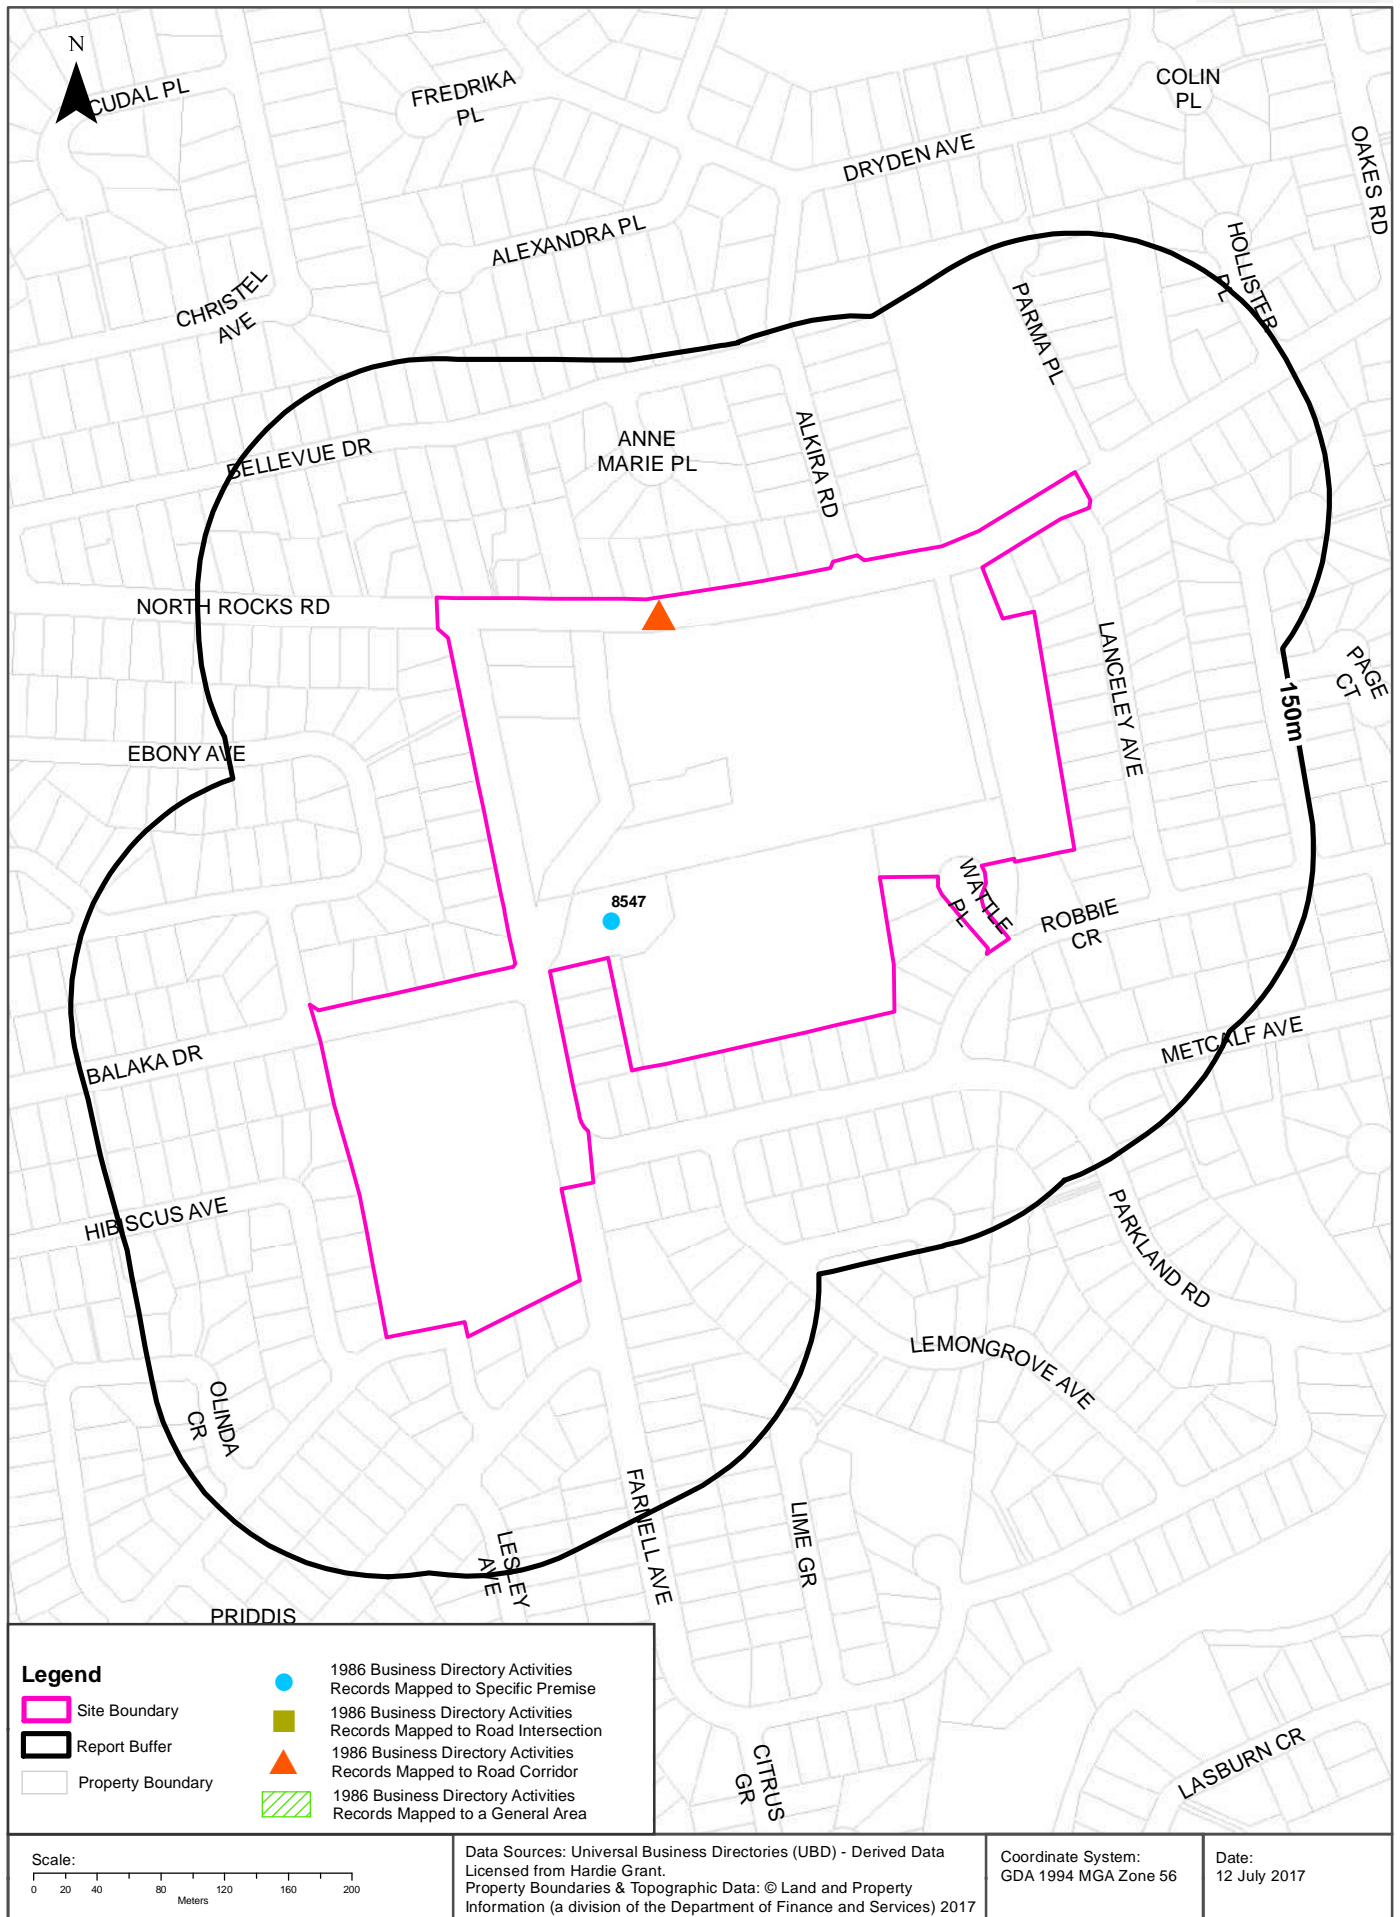 N
CUDAL PL
FREDRIKA
PL
COLIN
PL
DRYDEN AVE
OAKES RD
ALEXANDRA PL
HOLLISTER
PL
CHRISTEL
AVE
PARMA PL
ANNE
MARIE PL
ALKIRA RD
BELLEVUE DR
NORTH ROCKS RD
LANCELEY AVE
PAGE
CT
150m
EBONY AVE
WATTLE
PL
8547
ROBBIE
CR
METCALF AVE
BALAKA DR
HIBISCUS AVE
PARKLAND RD
LEMONGROVE AVE
OLINDA
CR
FARNELL AVE
LIME GR
LESLEY
AVE
PRIDDIS
CITRUS
GR
LASBURN CR
Legend
Site Boundary
Report Buffer
Property Boundary
1986 Business Directory Activities
Records Mapped to Specific Premise
1986 Business Directory Activities
Records Mapped to Road Intersection
1986 Business Directory Activities
Records Mapped to Road Corridor
1986 Business Directory Activities
Records Mapped to a General Area
Scale:
0 20 40 80 120 160 200
Meters
Data Sources: Universal Business Directories (UBD) - Derived Data
Licensed from Hardie Grant.
Property Boundaries & Topographic Data: © Land and Property
Information (a division of the Department of Finance and Services) 2017
Coordinate System:
GDA 1994 MGA Zone 56
Date:
12 July 2017